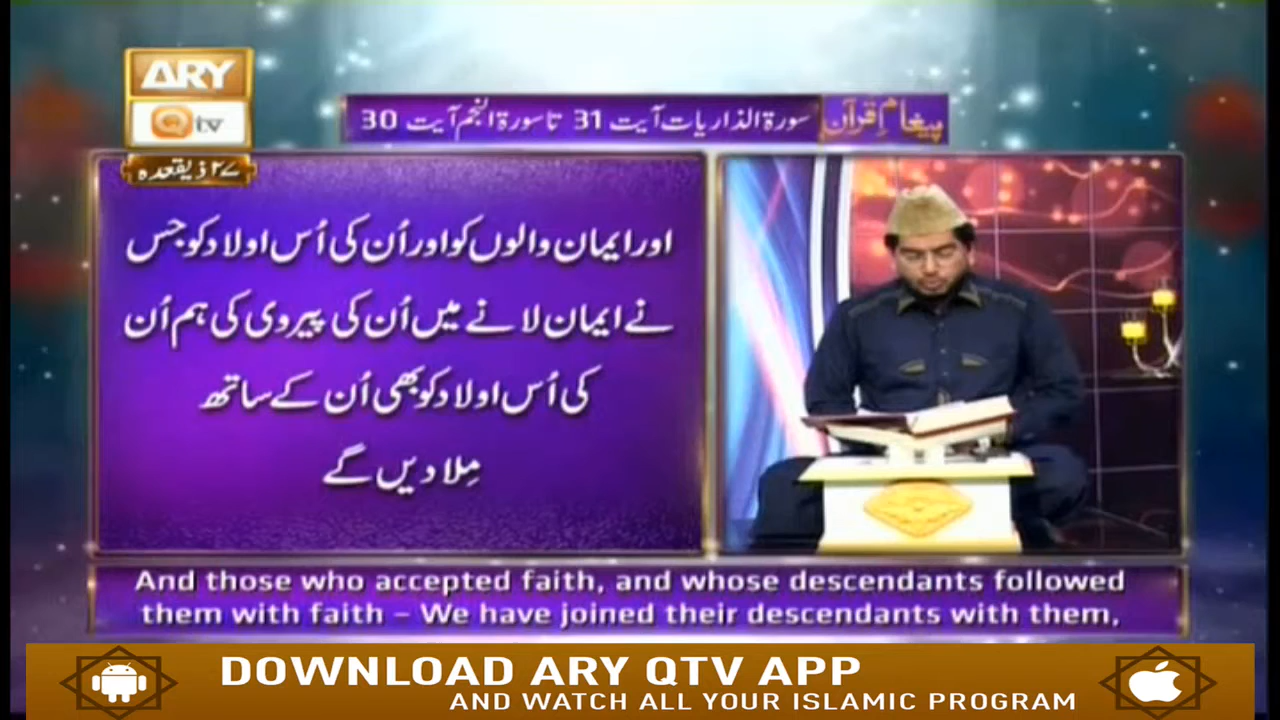 ARY
Qtv
۲۷ ذیقعدہ
پیغامِ قرآن
سورۃ الذاریات آیت 31 تا سورۃ النجم آیت 30
اور ایمان والوں کو اور اُن کی اُس اولاد کو جس
نے ایمان لانے میں اُن کی پیروی کی ہم اُن
کی اُس اولاد کو بھی اُن کے ساتھ
مِلا دیں گے
And those who accepted faith, and whose descendants followed
them with faith – We have joined their descendants with them,
DOWNLOAD ARY QTV APP
AND WATCH ALL YOUR ISLAMIC PROGRAM